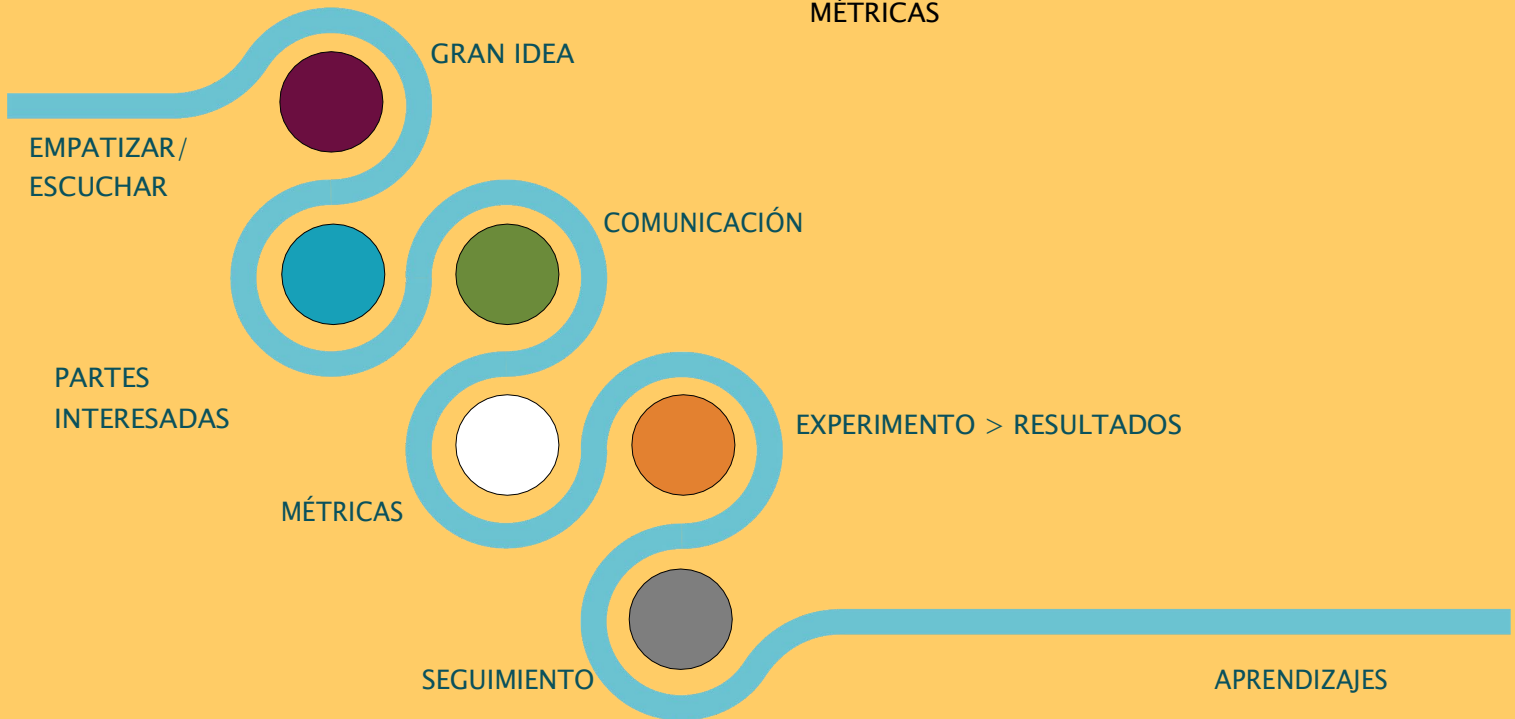 MÉTRICAS
GRAN IDEA
EMPATIZAR/
ESCUCHAR
COMUNICACIÓN
PARTES
INTERESADAS
EXPERIMENTO > RESULTADOS
MÉTRICAS
SEGUIMIENTO
APRENDIZAJES